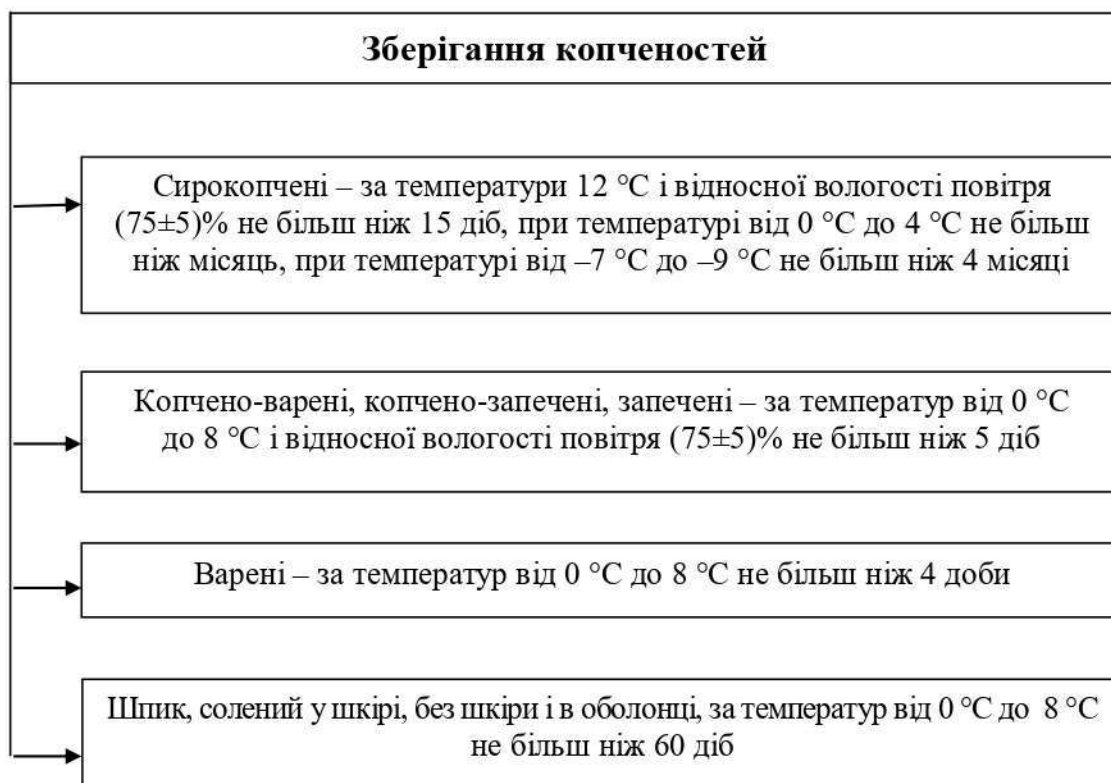 Зберігання копченостей
Сирокопчені – за температури 12 °С і відносної вологості повітря
(75±5)% не більш ніж 15 діб, при температурі від 0 °С до 4 °С не більш
ніж місяць, при температурі від –7 °С до –9 °С не більш ніж 4 місяці
Копчено-варені, копчено-запечені, запечені – за температур від 0 °С
до 8 °С і відносної вологості повітря (75±5)% не більш ніж 5 діб
Варені – за температур від 0 °С до 8 °С не більш ніж 4 доби
Шпик, солений у шкірі, без шкіри і в оболонці, за температур від 0 °С до 8 °С
не більш ніж 60 діб